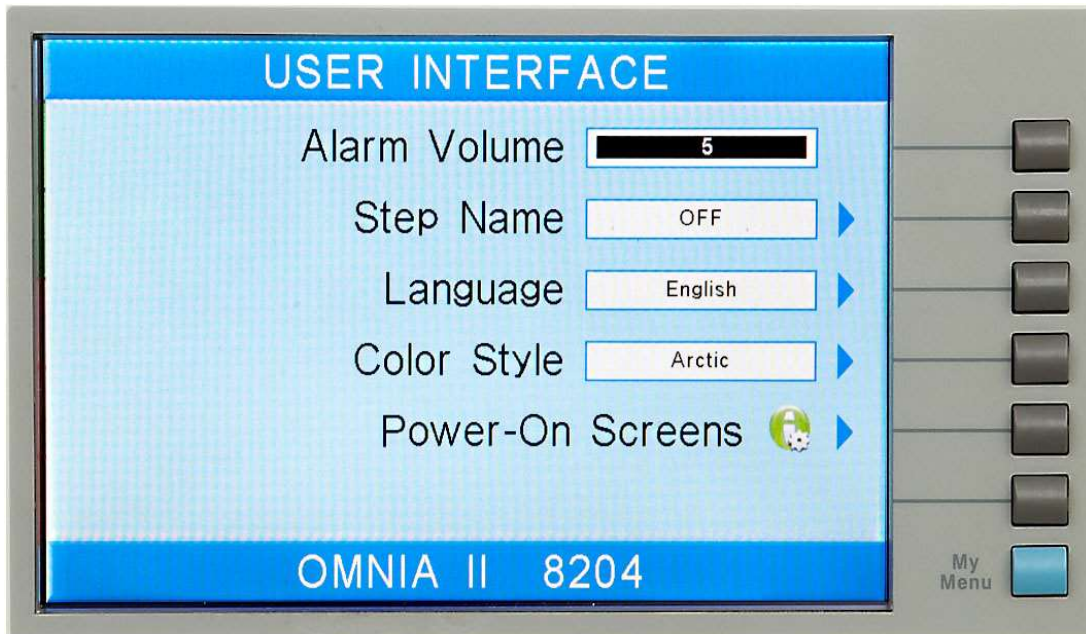 USER INTERFACE
Alarm Volume 5
Step Name OFF
Language English
Color Style Arctic
Power-On Screens
OMNIA II 8204
My
Menu